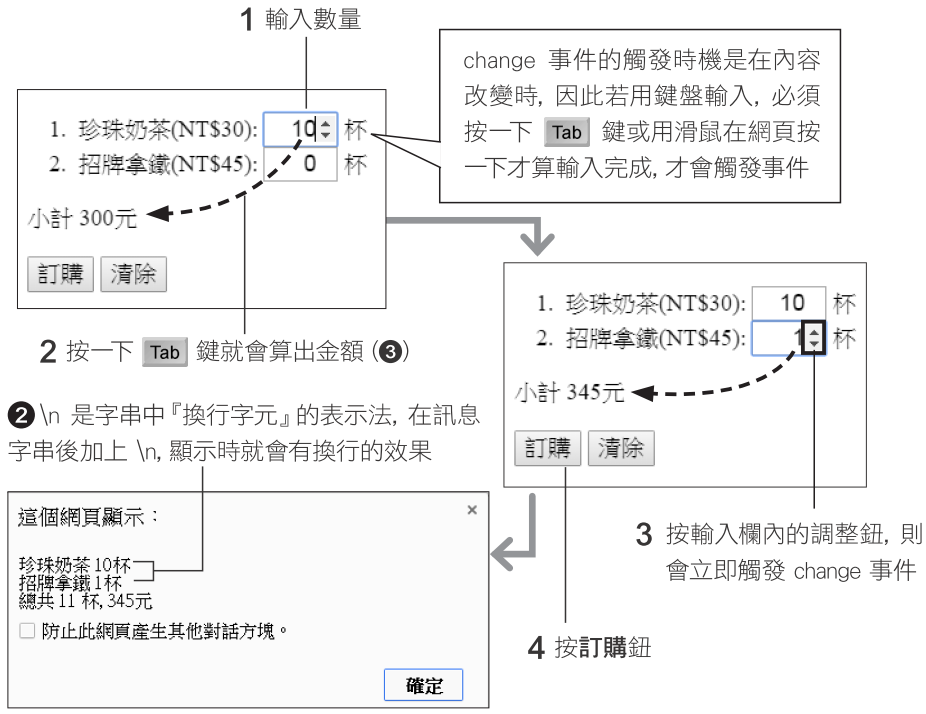 1 輸入數量
change 事件的觸發時機是在內容
改變時, 因此若用鍵盤輸入, 必須
按一下 Tab 鍵或用滑鼠在網頁按
一下才算輸入完成, 才會觸發事件
1. 珍珠奶茶(NT$30): 10 杯
2. 招牌拿鐵(NT$45): 0 杯
小計 300元
訂購 清除
2 按一下 Tab 鍵就會算出金額 (❸)
1. 珍珠奶茶(NT$30): 10 杯
2. 招牌拿鐵(NT$45): 1 杯
小計 345元
訂購 清除
3 按輸入欄內的調整鈕, 則
會立即觸發 change 事件
4 按訂購鈕
❷ \n 是字串中『換行字元』的表示法, 在訊息
字串後加上 \n, 顯示時就會有換行的效果
這個網頁顯示： ×
珍珠奶茶 10杯
招牌拿鐵 1杯
總共 11 杯, 345元
防止此網頁產生其他對話方塊。
確定